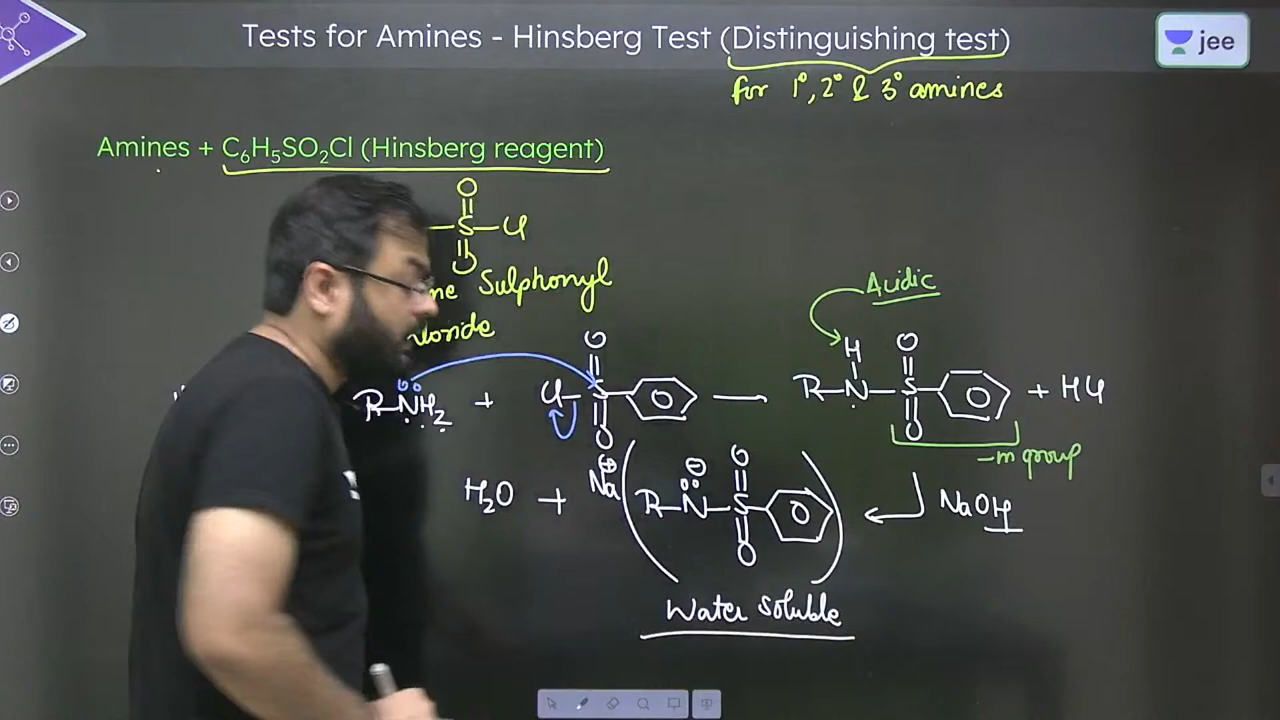 Tests for Amines - Hinsberg Test (Distinguishing test)
jee
for 1°, 2° & 3° amines
Amines + C₆H₅SO₂Cl (Hinsberg reagent)
O
S–Cl
O
Sulphonyl
Acidic
H
O
O
R–NH₂ + Cl–S– –– R–N–S– + HCl
O
O
-m group
H₂O + Na⊕ (R–N⊖–S– ) NaOH
O
O
Water soluble